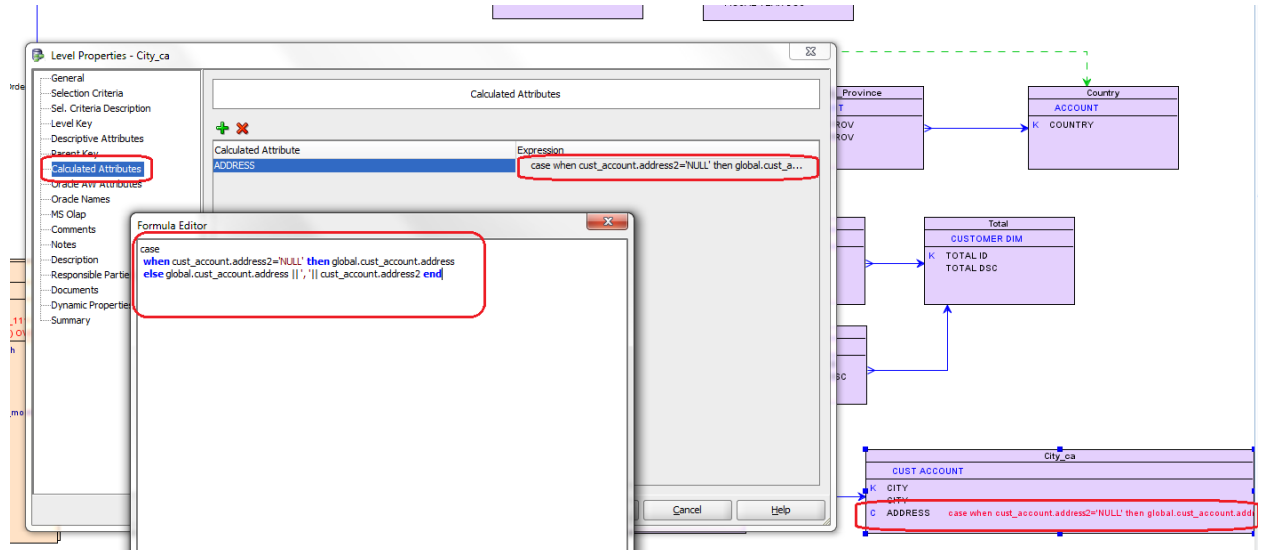 Level Properties - City_ca
General
Selection Criteria
Sel. Criteria Description
Level Key
Descriptive Attributes
Parent Key
Calculated Attributes
Oracle AW Attributes
Oracle Names
MS Olap
Comments
Notes
Description
Responsible Partie
Documents
Dynamic Propertie
Summary
Calculated Attributes
Calculated Attribute Expression
ADDRESS case when cust_account.address2='NULL' then global.cust_a...
Formula Editor
case
when cust_account.address2='NULL' then global.cust_account.address
else global.cust_account.address || ', '|| cust_account.address2 end
Cancel Help
_Province
Country
ACCOUNT
K COUNTRY
Total
CUSTOMER DIM
K TOTAL ID
TOTAL DSC
City_ca
CUST ACCOUNT
K CITY
CITY
C ADDRESS case when cust_account.address2='NULL' then global.cust_account.add